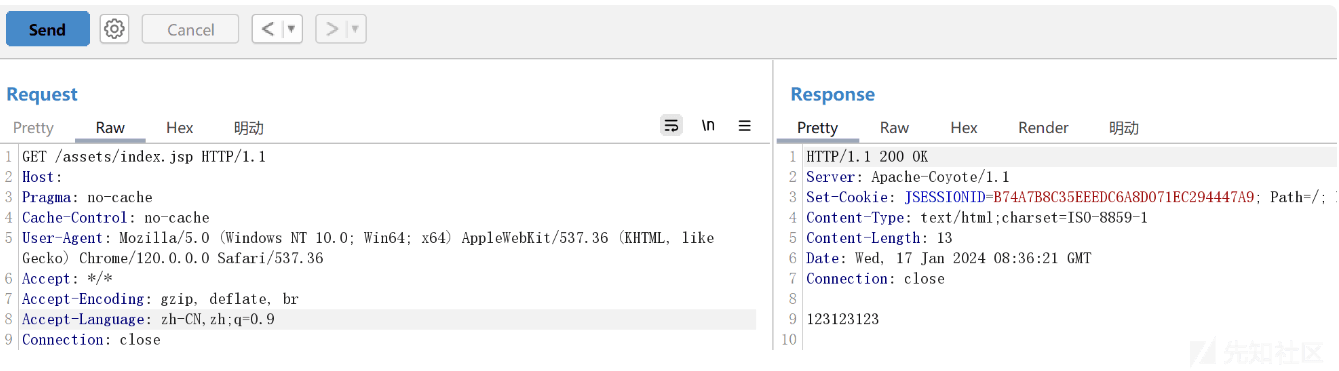 Send Cancel < >
Request
Pretty Raw Hex 明动 \n
1 GET /assets/index.jsp HTTP/1.1
2 Host:
3 Pragma: no-cache
4 Cache-Control: no-cache
5 User-Agent: Mozilla/5.0 (Windows NT 10.0; Win64; x64) AppleWebKit/537.36 (KHTML, like
Gecko) Chrome/120.0.0.0 Safari/537.36
6 Accept: */*
7 Accept-Encoding: gzip, deflate, br
8 Accept-Language: zh-CN,zh;q=0.9
9 Connection: close
Response
Pretty Raw Hex Render 明动
1 HTTP/1.1 200 OK
2 Server: Apache-Coyote/1.1
3 Set-Cookie: JSESSIONID=B74A7B8C35EEEDC6A8D071EC294447A9; Path=/;
4 Content-Type: text/html;charset=ISO-8859-1
5 Content-Length: 13
6 Date: Wed, 17 Jan 2024 08:36:21 GMT
7 Connection: close
8
9 123123123
10
先知社区